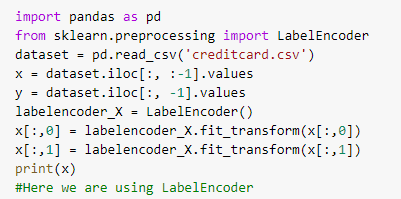 import pandas as pd
from sklearn.preprocessing import LabelEncoder
dataset = pd.read_csv('creditcard.csv')
x = dataset.iloc[:, :-1].values
y = dataset.iloc[:, -1].values
labelencoder_X = LabelEncoder()
x[:,0] = labelencoder_X.fit_transform(x[:,0])
x[:,1] = labelencoder_X.fit_transform(x[:,1])
print(x)
#Here we are using LabelEncoder